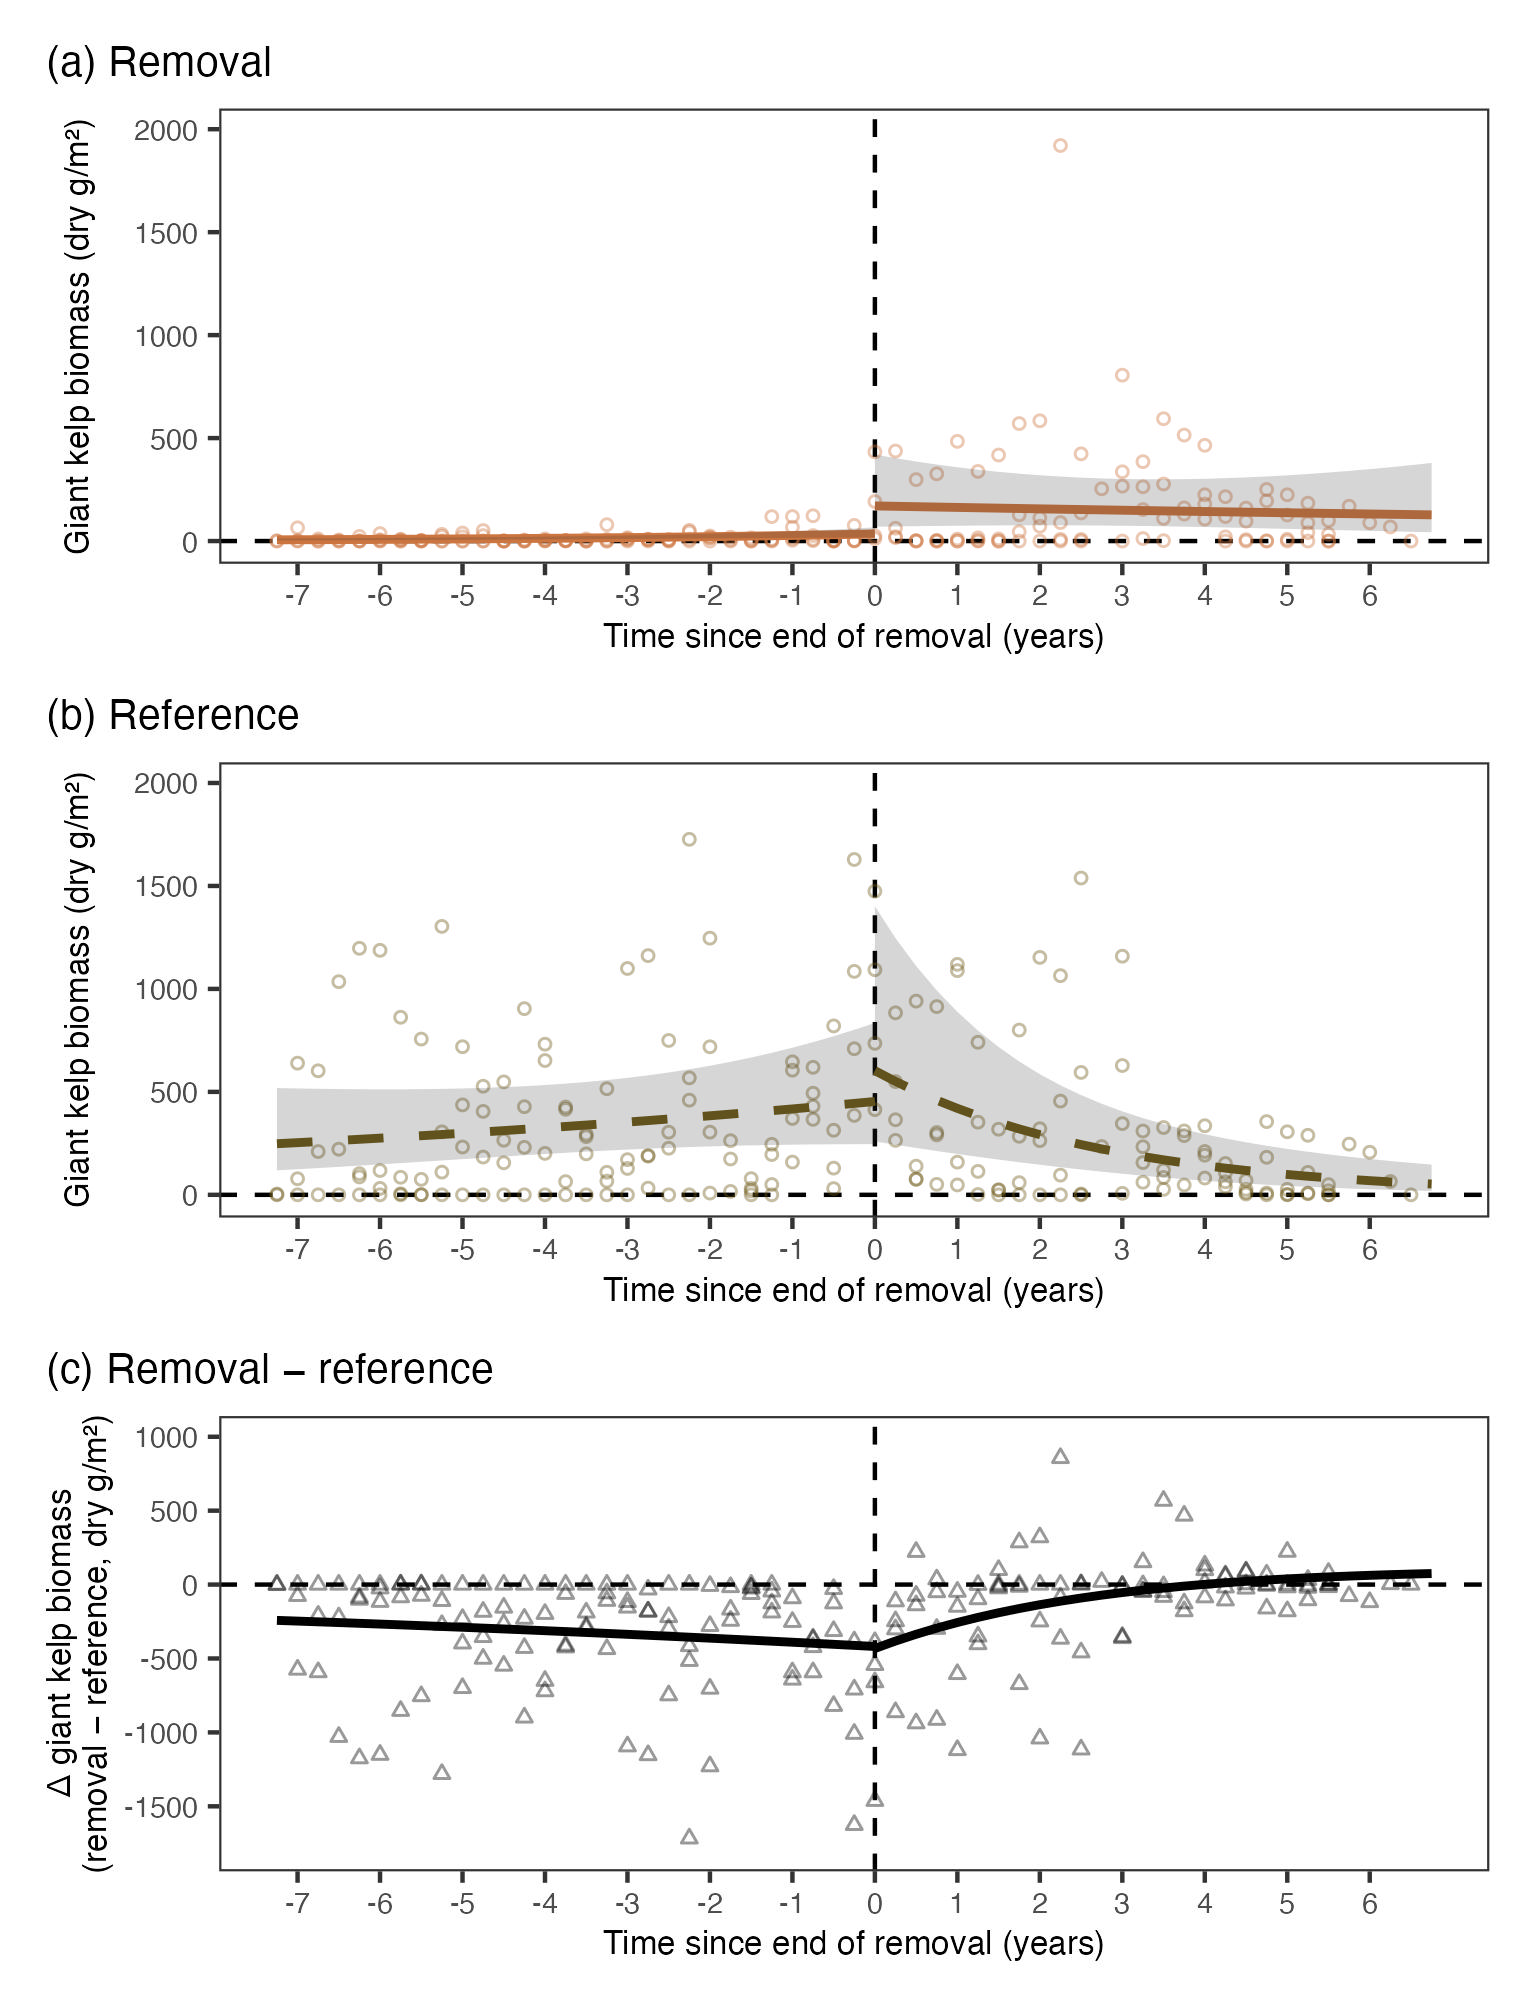 (a) Removal
Giant kelp biomass (dry g/m²)
2000
1500
1000
500
0
-7 -6 -5 -4 -3 -2 -1 0 1 2 3 4 5 6
Time since end of removal (years)
(b) Reference
Giant kelp biomass (dry g/m²)
2000
1500
1000
500
0
-7 -6 -5 -4 -3 -2 -1 0 1 2 3 4 5 6
Time since end of removal (years)
(c) Removal − reference
Δ giant kelp biomass
(removal − reference, dry g/m²)
1000
500
0
-500
-1000
-1500
-7 -6 -5 -4 -3 -2 -1 0 1 2 3 4 5 6
Time since end of removal (years)